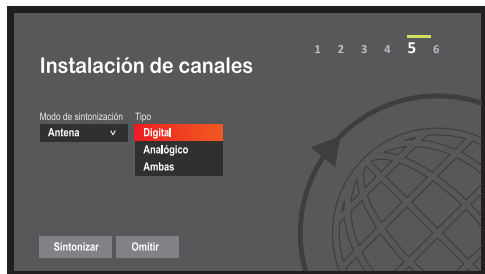 1 2 3 4 5 6
Instalación de canales
Modo de sintonización Tipo
Antena Digital
Analógico
Ambas
Sintonizar Omitir